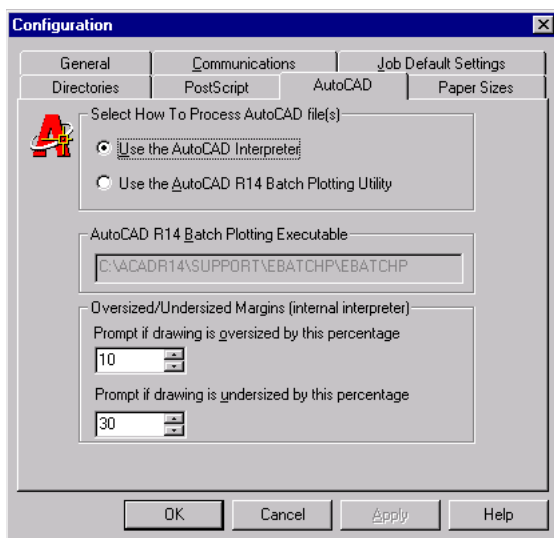 Configuration
General Communications Job Default Settings
Directories PostScript AutoCAD Paper Sizes
Select How To Process AutoCAD file(s)
Use the AutoCAD Interpreter
Use the AutoCAD R14 Batch Plotting Utility
AutoCAD R14 Batch Plotting Executable
C:\ACADR14\SUPPORT\EBATCHP\EBATCHP
Oversized/Undersized Margins (internal interpreter)
Prompt if drawing is oversized by this percentage
10
Prompt if drawing is undersized by this percentage
30
OK Cancel Apply Help